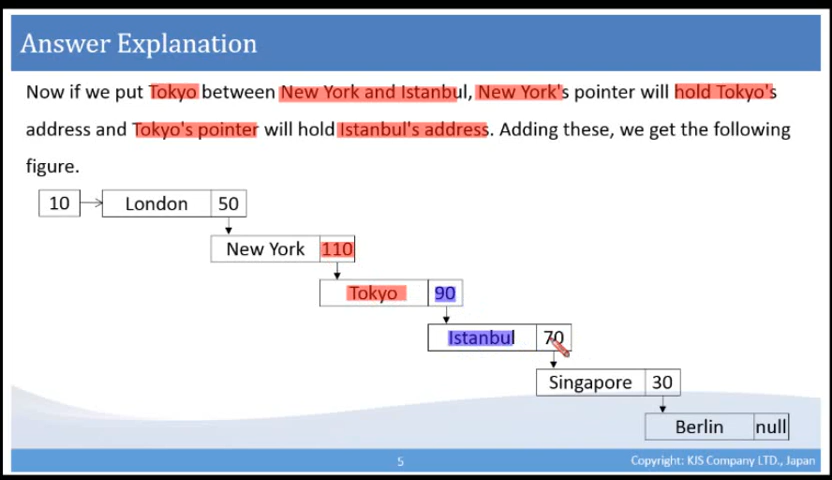 Answer Explanation
Now if we put Tokyo between New York and Istanbul, New York's pointer will hold Tokyo's
address and Tokyo's pointer will hold Istanbul's address. Adding these, we get the following
figure.
10 London 50
New York 110
Tokyo 90
Istanbul 70
Singapore 30
Berlin null
5 Copyright: KJS Company LTD., Japan